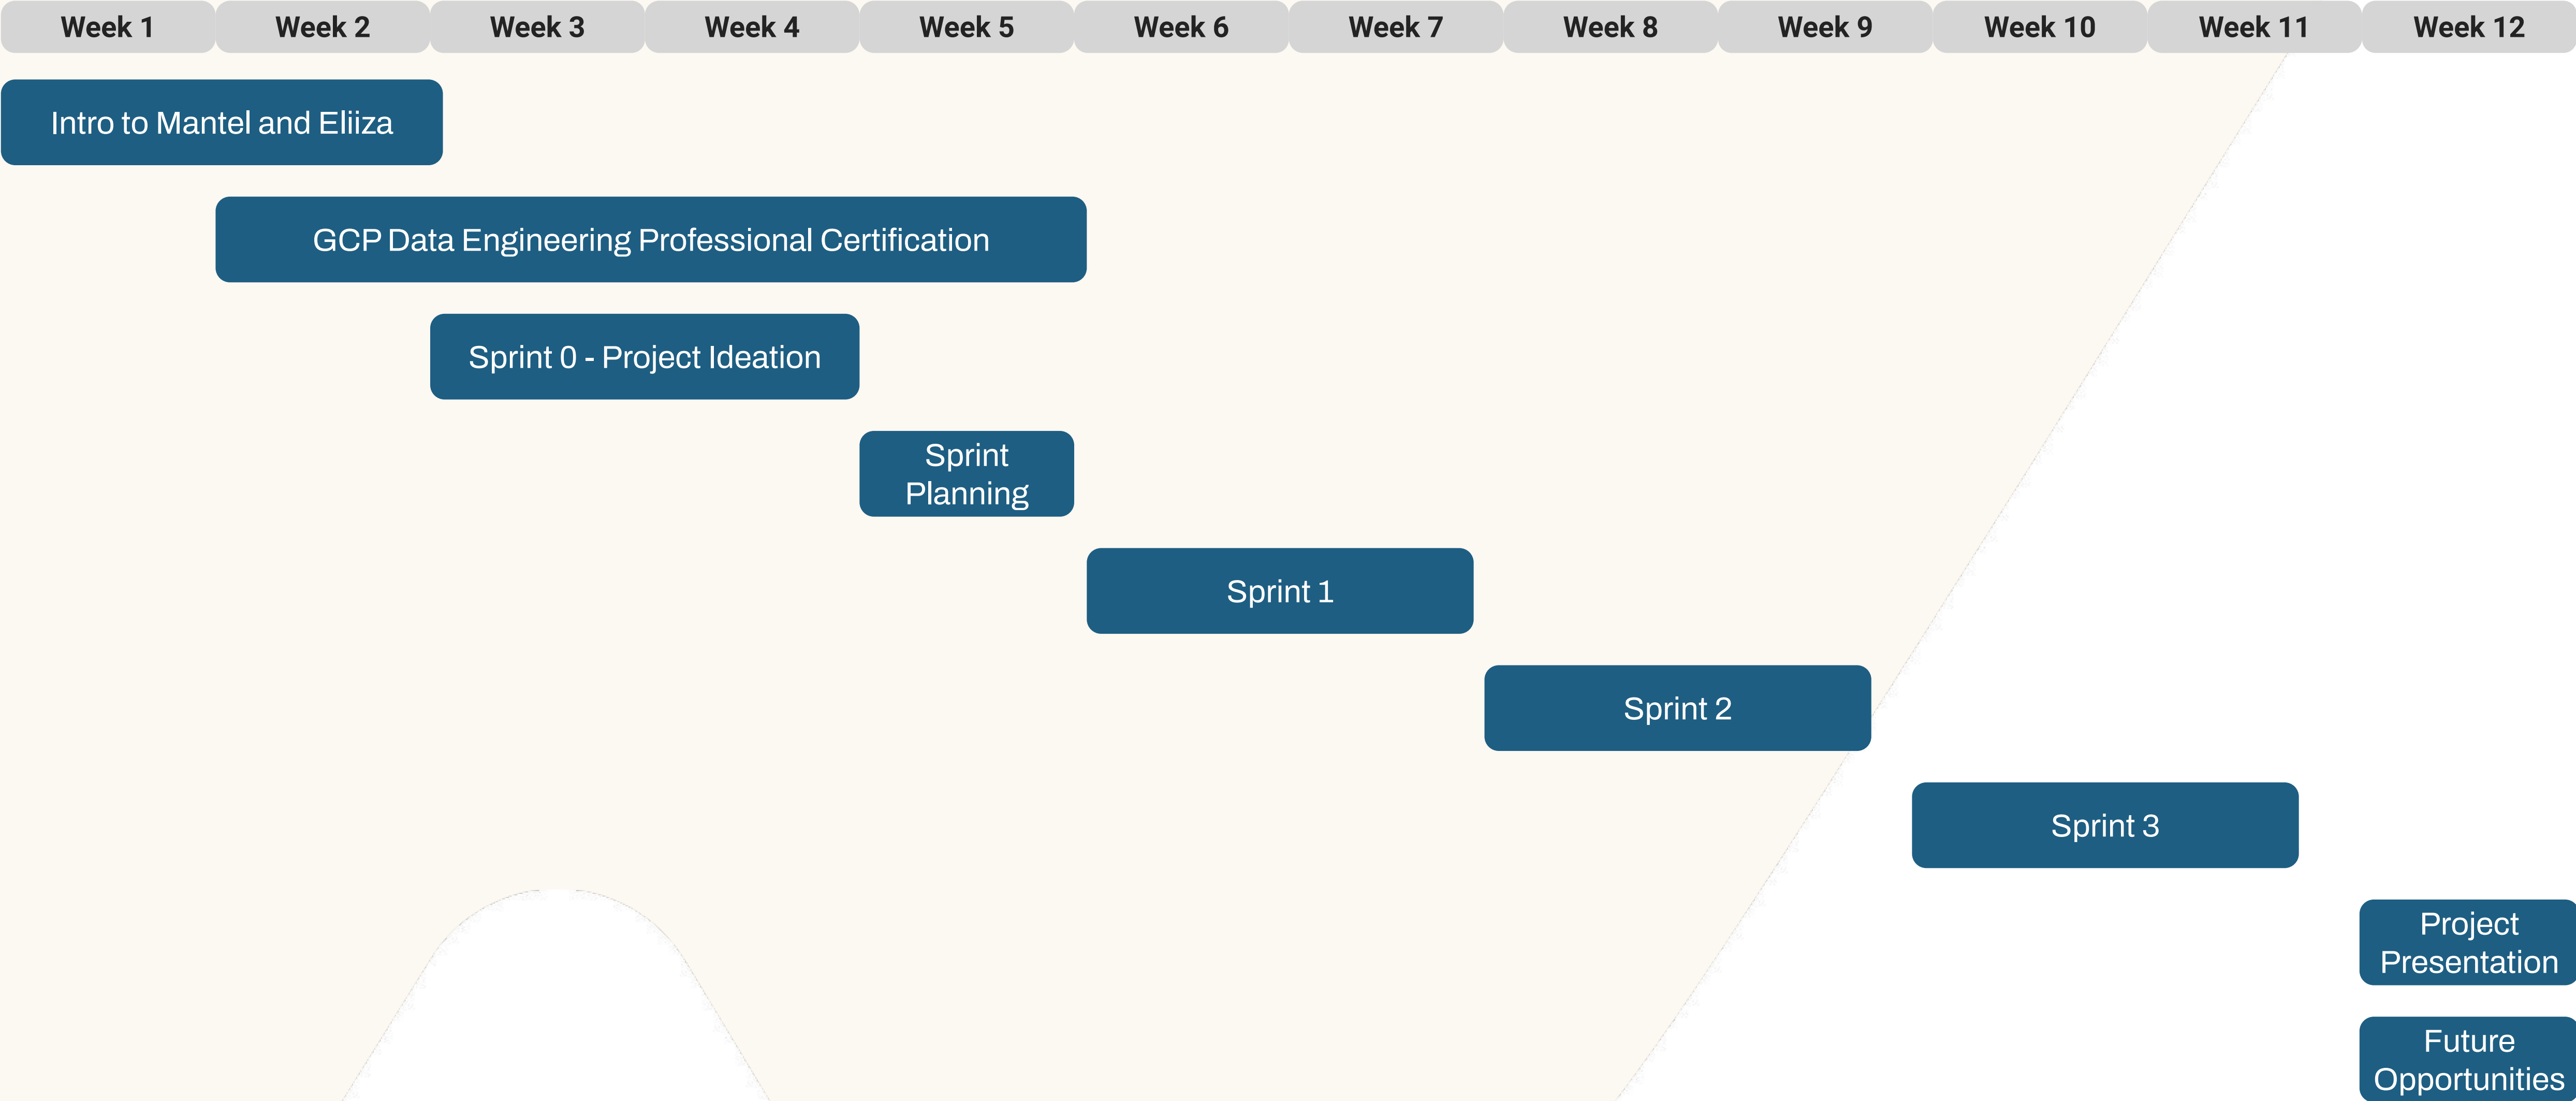 Week 1
Week 2
Week 3
Week 4
Week 5
Week 6
Week 7
Week 8
Week 9
Week 10
Week 11
Week 12
Intro to Mantel and Eliiza
GCP Data Engineering Professional Certification
Sprint 0 - Project Ideation
Sprint
Planning
Sprint 1
Sprint 2
Sprint 3
Project
Presentation
Future
Opportunities